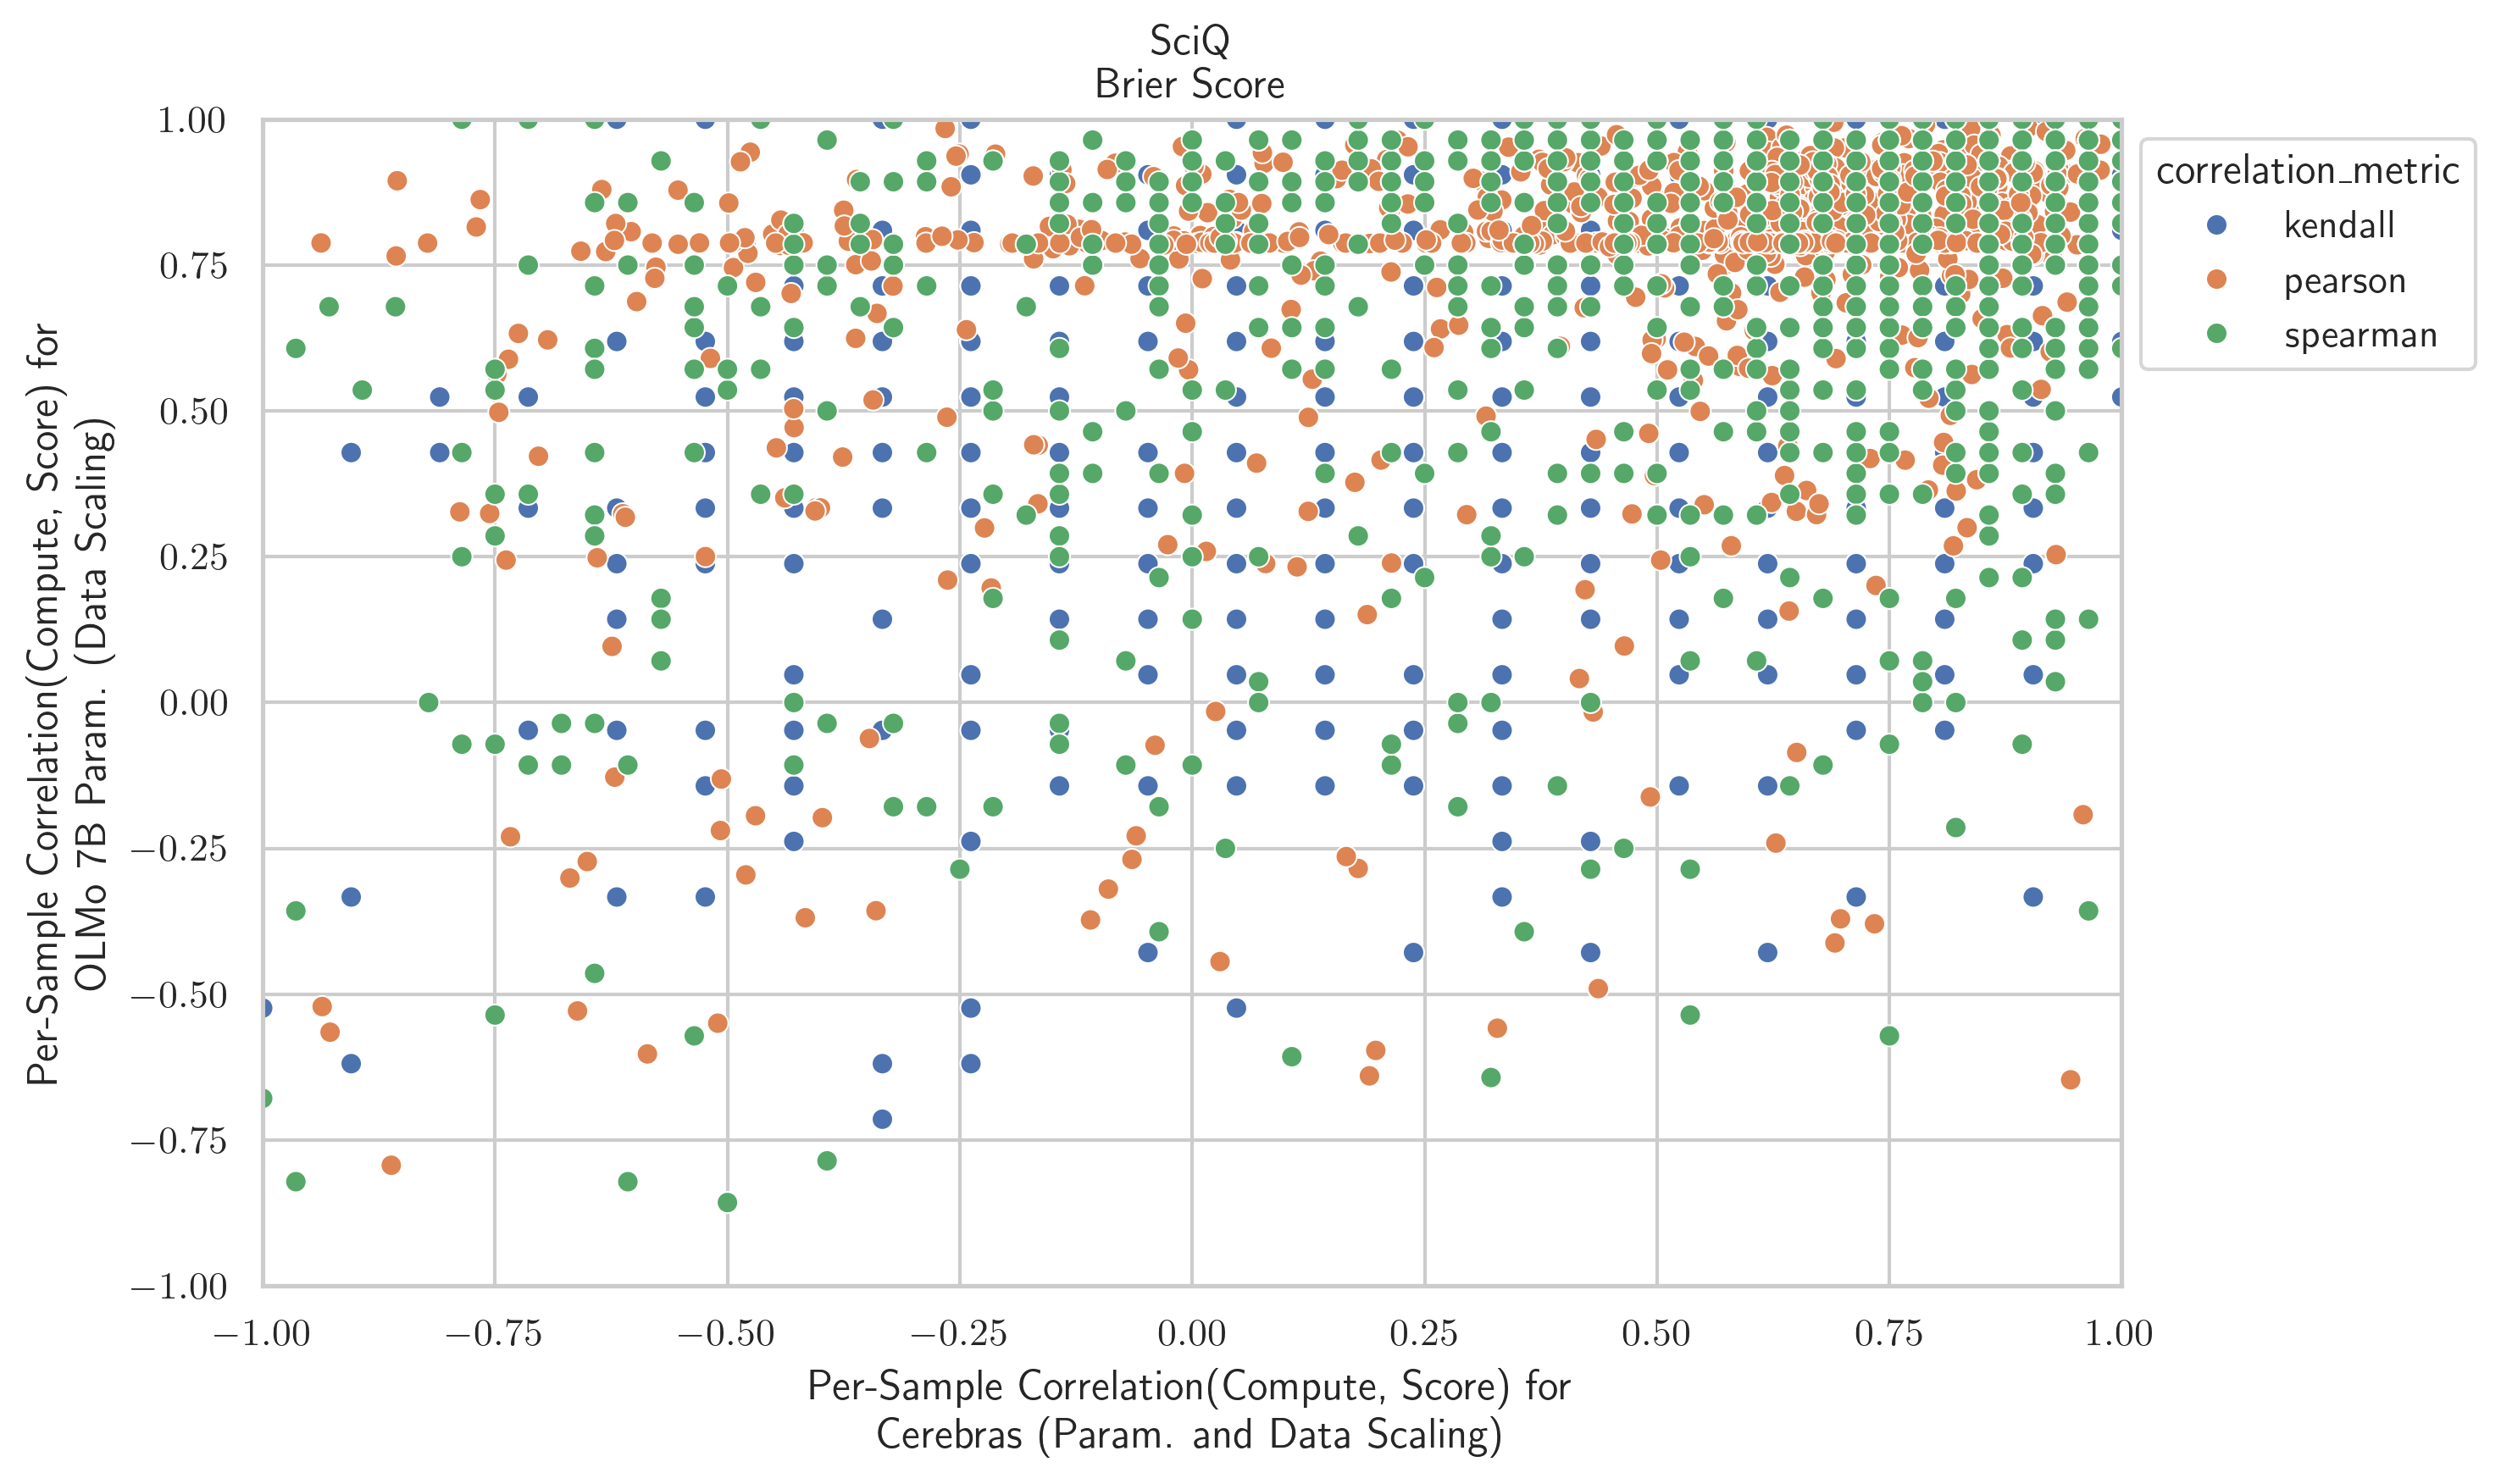 SciQ
Brier Score
Per-Sample Correlation(Compute, Score) for
OLMo 7B Param. (Data Scaling)
1.00
0.75
0.50
0.25
0.00
−0.25
−0.50
−0.75
−1.00
−1.00 −0.75 −0.50 −0.25 0.00 0.25 0.50 0.75 1.00
Per-Sample Correlation(Compute, Score) for
Cerebras (Param. and Data Scaling)
correlation_metric
kendall
pearson
spearman